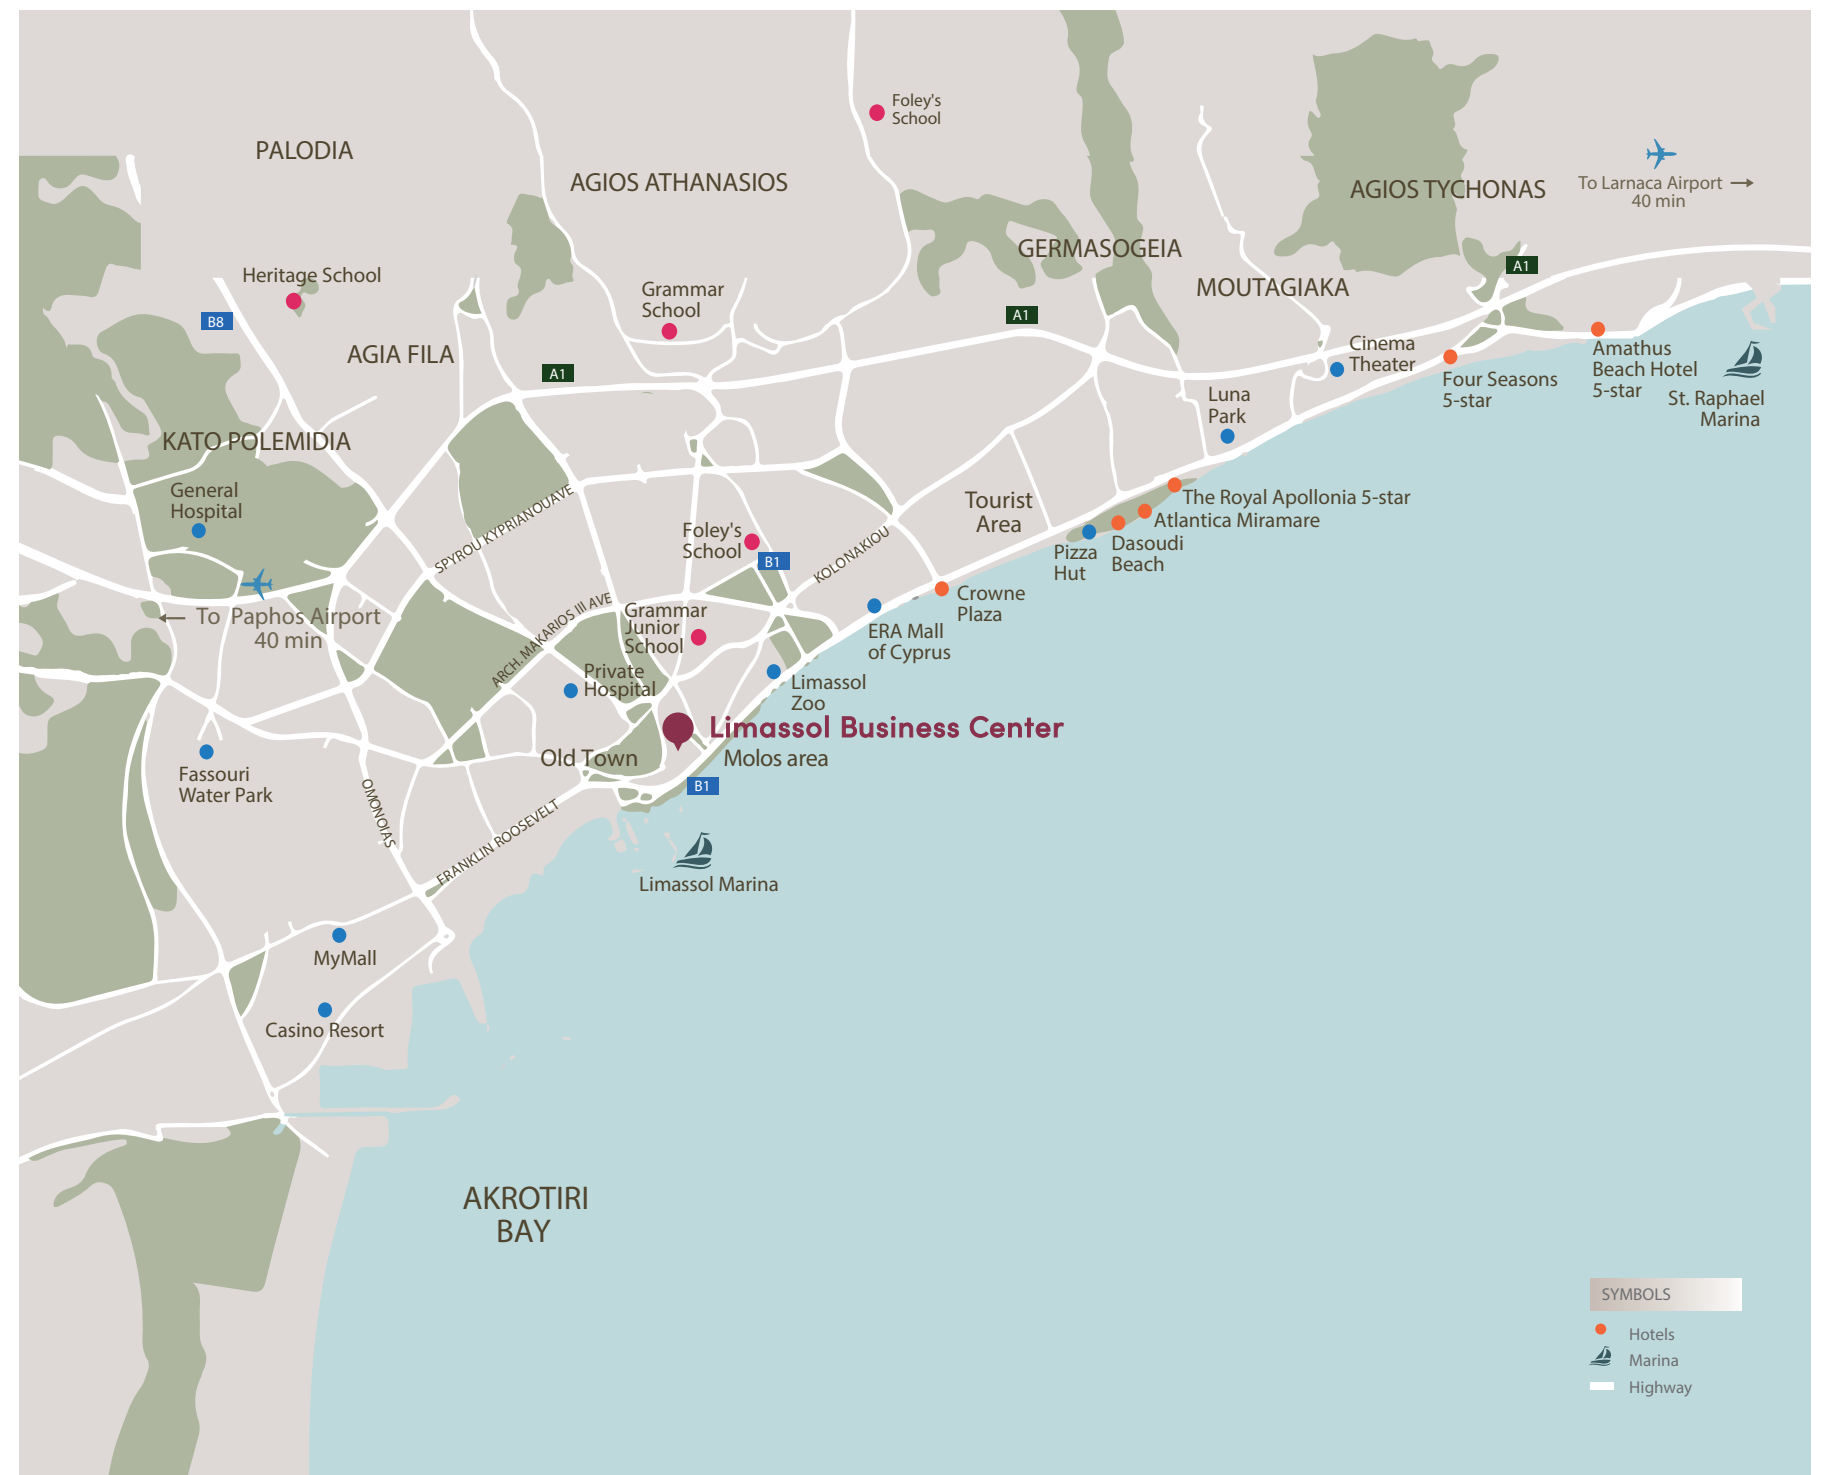 Foley's
School
PALODIA
AGIOS ATHANASIOS
AGIOS TYCHONAS
To Larnaca Airport
40 min
GERMASOGEIA
A1
Heritage School
MOUTAGIAKA
Grammar
School
B8
A1
AGIA FILA
Cinema
Theater
A1
Amathus
Beach Hotel
5-star
Four Seasons
5-star
St. Raphael
Marina
Luna
Park
KATO POLEMIDIA
General
Hospital
SPYROU KYPRIANOUAVE
Tourist
Area
The Royal Apollonia 5-star
Atlantica Miramare
Dasoudi
Beach
Pizza
Hut
Foley's
School
B1
KOLONAKIOU
Crowne
Plaza
To Paphos Airport
40 min
ARCH. MAKARIOS III AVE
Grammar
Junior
School
ERA Mall
of Cyprus
Private
Hospital
Limassol
Zoo
Limassol Business Center
Old Town
Molos area
B1
Fassouri
Water Park
OMONOIAS
FRANKLIN ROOSEVELT
Limassol Marina
MyMall
Casino Resort
AKROTIRI
BAY
SYMBOLS
Hotels
Marina
Highway